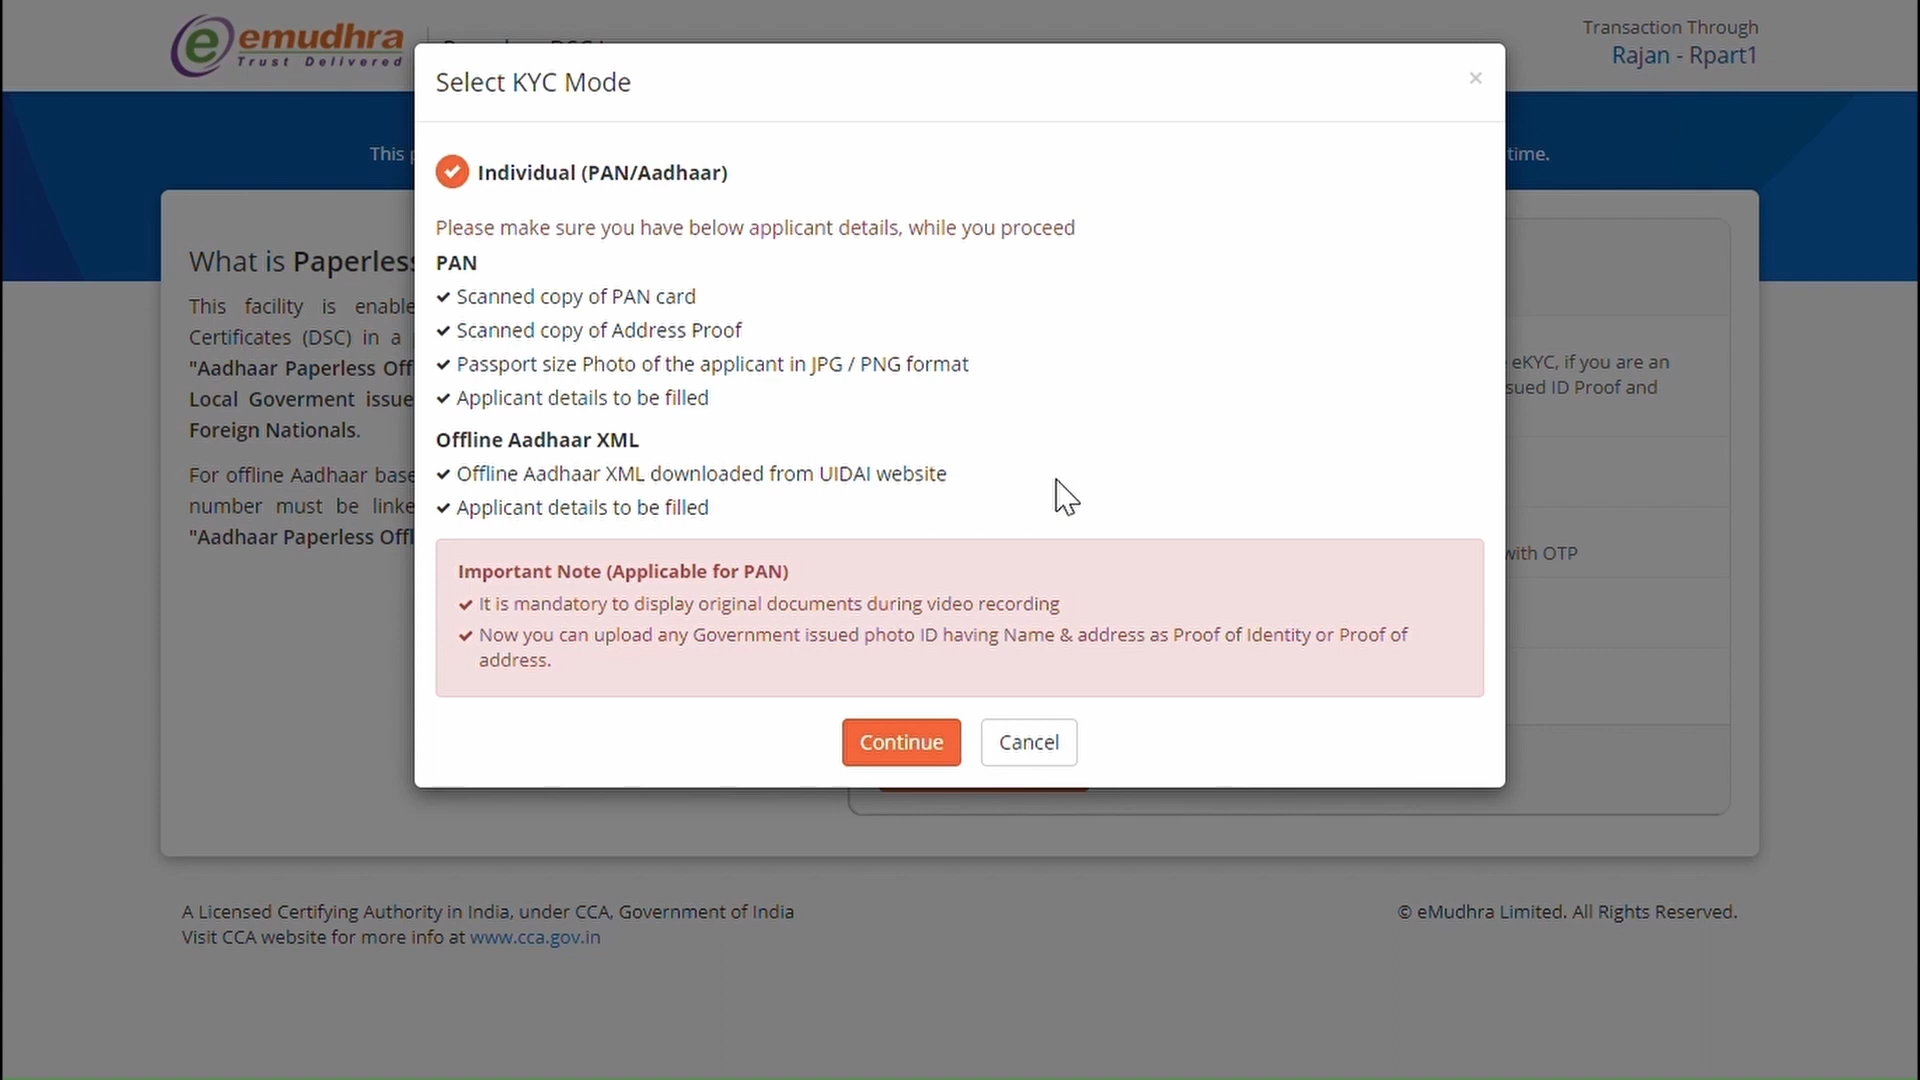 emudhra
Trust Delivered
Transaction Through
Rajan - Rpart1
Select KYC Mode
×
This
time.
Individual (PAN/Aadhaar)
Please make sure you have below applicant details, while you proceed
PAN
Scanned copy of PAN card
Scanned copy of Address Proof
Passport size Photo of the applicant in JPG / PNG format
Applicant details to be filled
Offline Aadhaar XML
Offline Aadhaar XML downloaded from UIDAI website
Applicant details to be filled
Important Note (Applicable for PAN)
It is mandatory to display original documents during video recording
Now you can upload any Government issued photo ID having Name & address as Proof of Identity or Proof of
address.
Continue
Cancel
What is Paperless
This facility is enable
Certificates (DSC) in a
"Aadhaar Paperless Off
Local Goverment issue
Foreign Nationals.
For offline Aadhaar base
number must be linke
"Aadhaar Paperless Offl
eKYC, if you are an
sued ID Proof and
with OTP
A Licensed Certifying Authority in India, under CCA, Government of India
Visit CCA website for more info at www.cca.gov.in
© eMudhra Limited. All Rights Reserved.